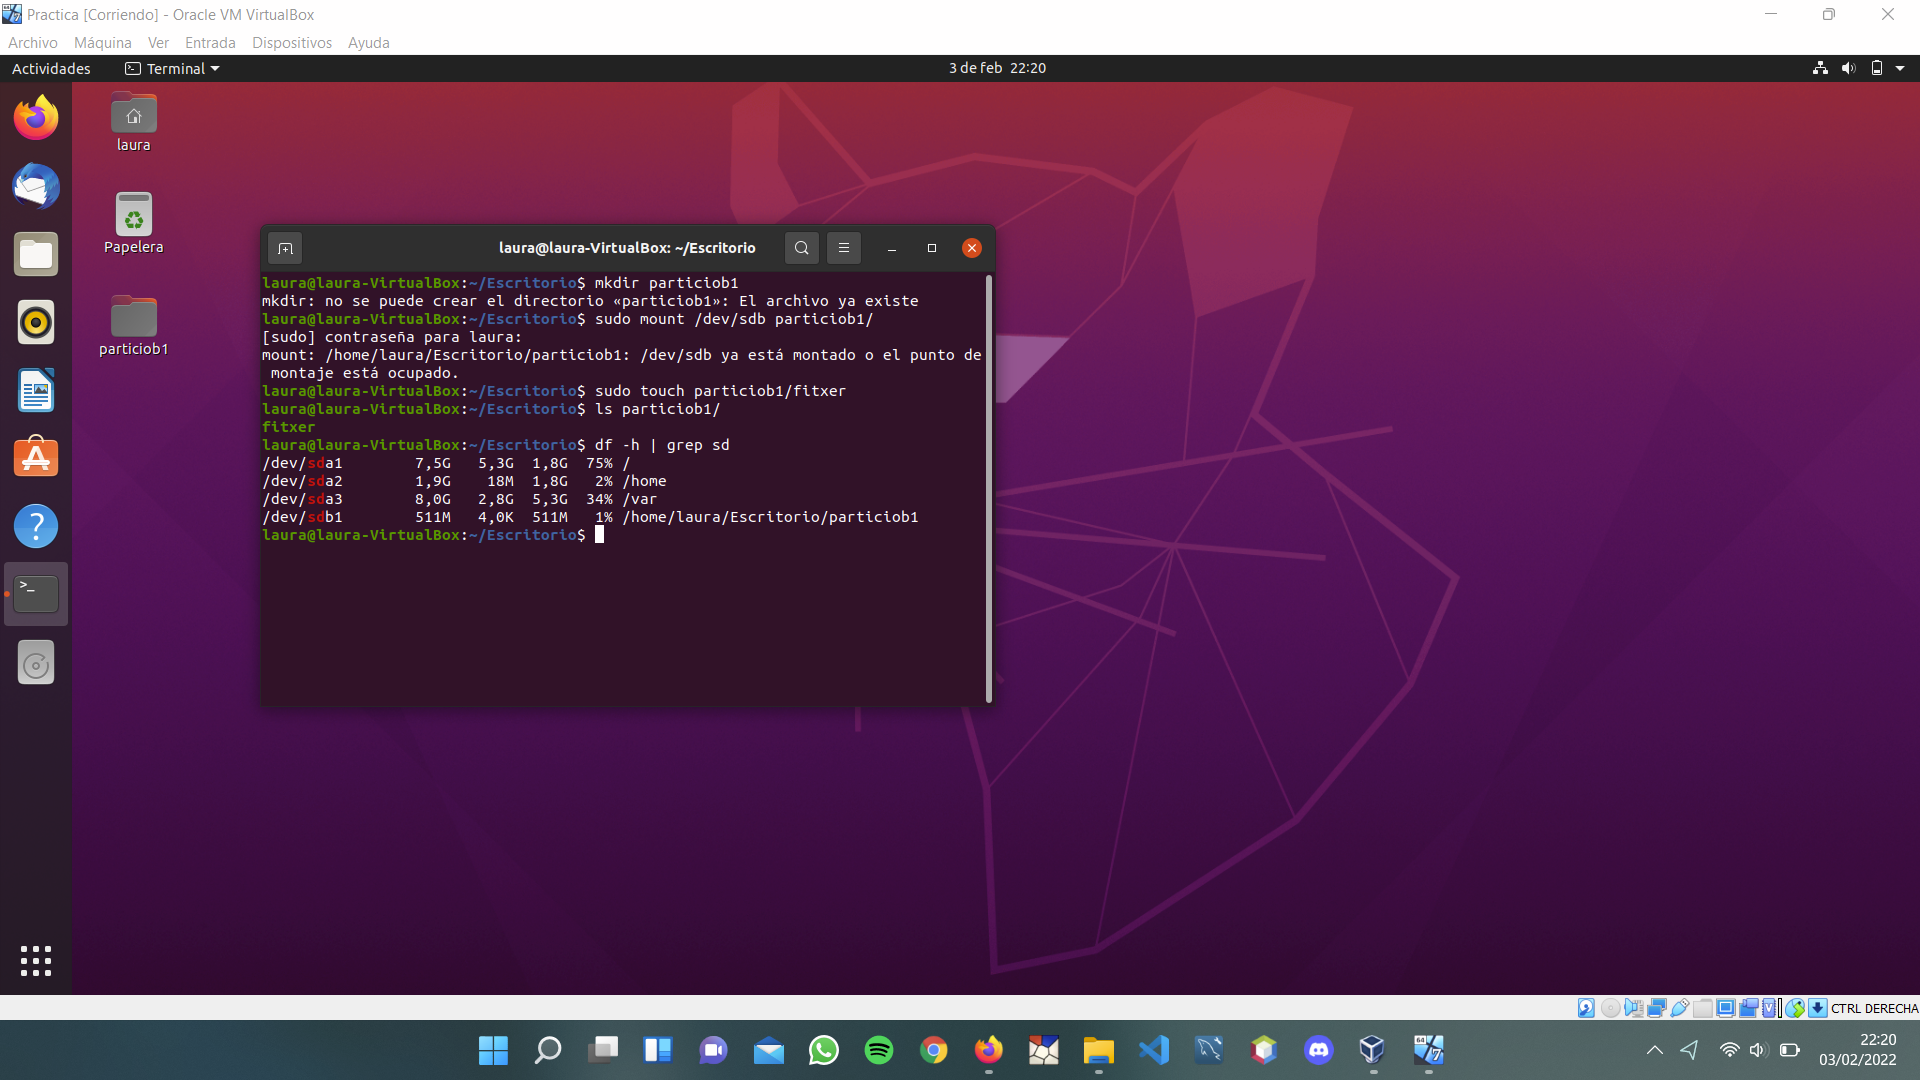 Practica [Corriendo] - Oracle VM VirtualBox
Archivo Máquina Ver Entrada Dispositivos Ayuda
Actividades Terminal 3 de feb 22:20
laura
Papelera
particiob1
laura@laura-VirtualBox: ~/Escritorio
laura@laura-VirtualBox:~/Escritorio$ mkdir particiob1
mkdir: no se puede crear el directorio «particiob1»: El archivo ya existe
laura@laura-VirtualBox:~/Escritorio$ sudo mount /dev/sdb particiob1/
[sudo] contraseña para laura:
mount: /home/laura/Escritorio/particiob1: /dev/sdb ya está montado o el punto de
montaje está ocupado.
laura@laura-VirtualBox:~/Escritorio$ sudo touch particiob1/fitxer
laura@laura-VirtualBox:~/Escritorio$ ls particiob1/
fitxer
laura@laura-VirtualBox:~/Escritorio$ df -h | grep sd
/dev/sda1 7,5G 5,3G 1,8G 75% /
/dev/sda2 1,9G 18M 1,8G 2% /home
/dev/sda3 8,0G 2,8G 5,3G 34% /var
/dev/sdb1 511M 4,0K 511M 1% /home/laura/Escritorio/particiob1
laura@laura-VirtualBox:~/Escritorio$
CTRL DERECHA
22:20
03/02/2022